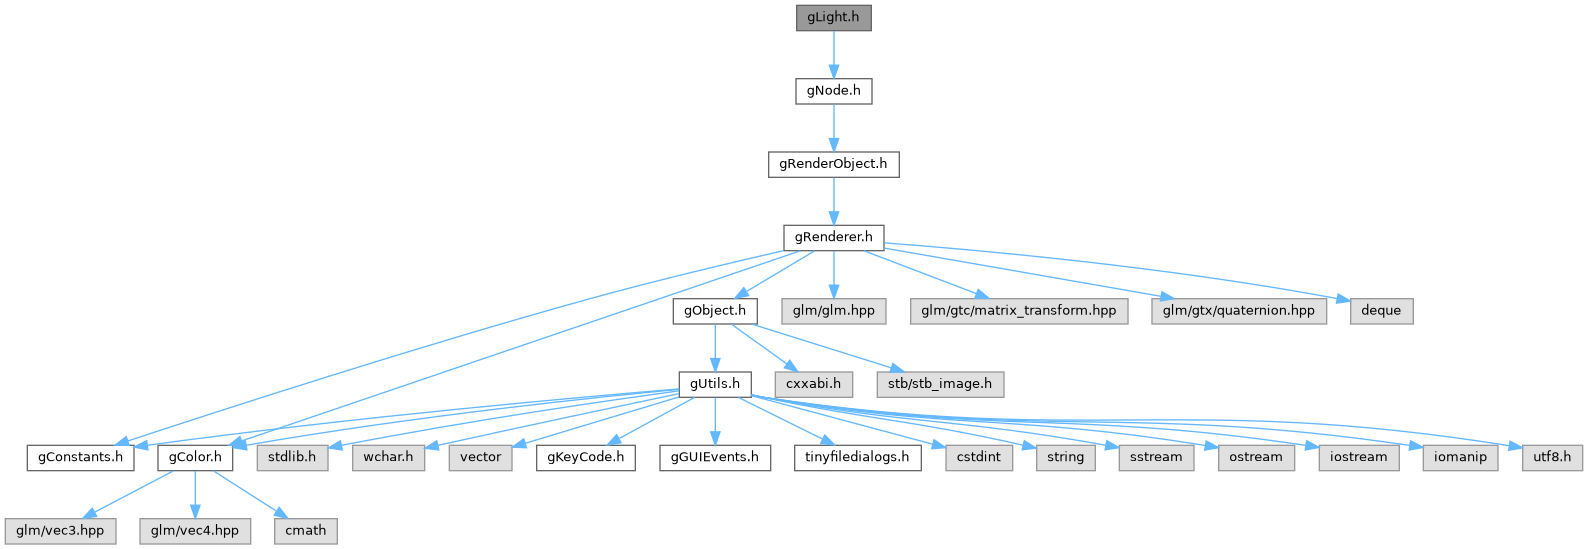 gLight.h
gNode.h
gRenderObject.h
gRenderer.h
gObject.h
glm/glm.hpp
glm/gtc/matrix_transform.hpp
glm/gtx/quaternion.hpp
deque
gUtils.h
cxxabi.h
stb/stb_image.h
gConstants.h
gColor.h
stdlib.h
wchar.h
vector
gKeyCode.h
gGUIEvents.h
tinyfiledialogs.h
cstdint
string
sstream
ostream
iostream
iomanip
utf8.h
glm/vec3.hpp
glm/vec4.hpp
cmath